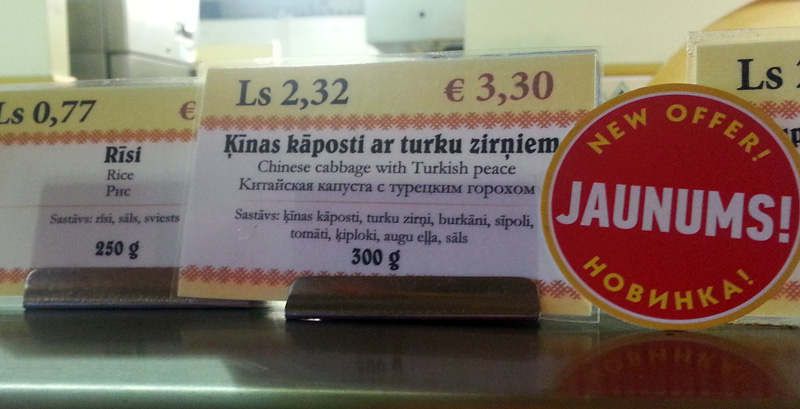 Ls 0,77 €
Rīsi
Rice
Рис
Sastāvs: rīsi, sāls, sviests
250 g
Ls 2,32 € 3,30
Ķīnas kāposti ar turku zirņiem
Chinese cabbage with Turkish peace
Китайская капуста с турецким горохом
Sastāvs: ķīnas kāposti, turku zirņi, burkāni, sīpoli,
tomāti, ķiploki, augu eļļa, sāls
300 g
NEW OFFER!
JAUNUMS!
НОВИНКА!
Ls